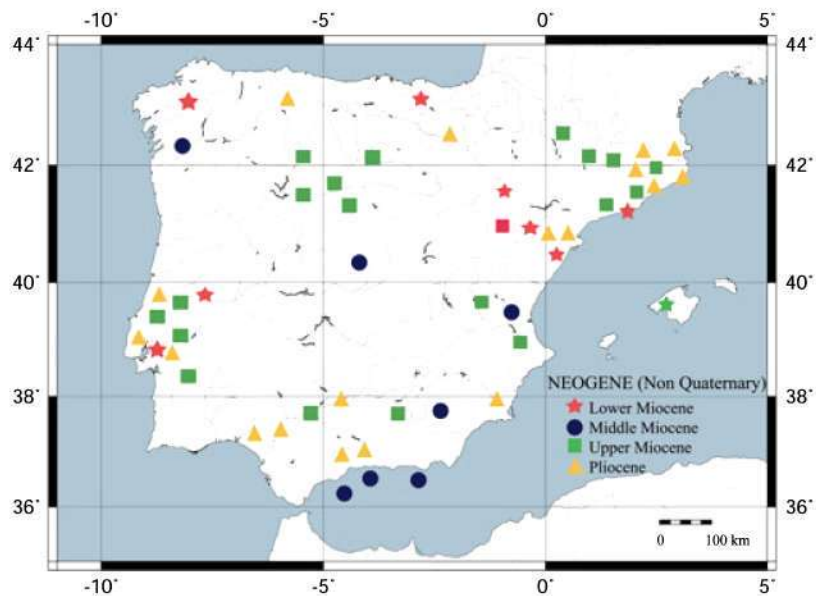 -10° -5° 0° 5°
44° 44°
42° 42°
40° 40°
38° 38°
NEOGENE (Non Quaternary)
Lower Miocene
Middle Miocene
Upper Miocene
Pliocene
36° 36°
0 100 km
-10° -5° 0° 5°